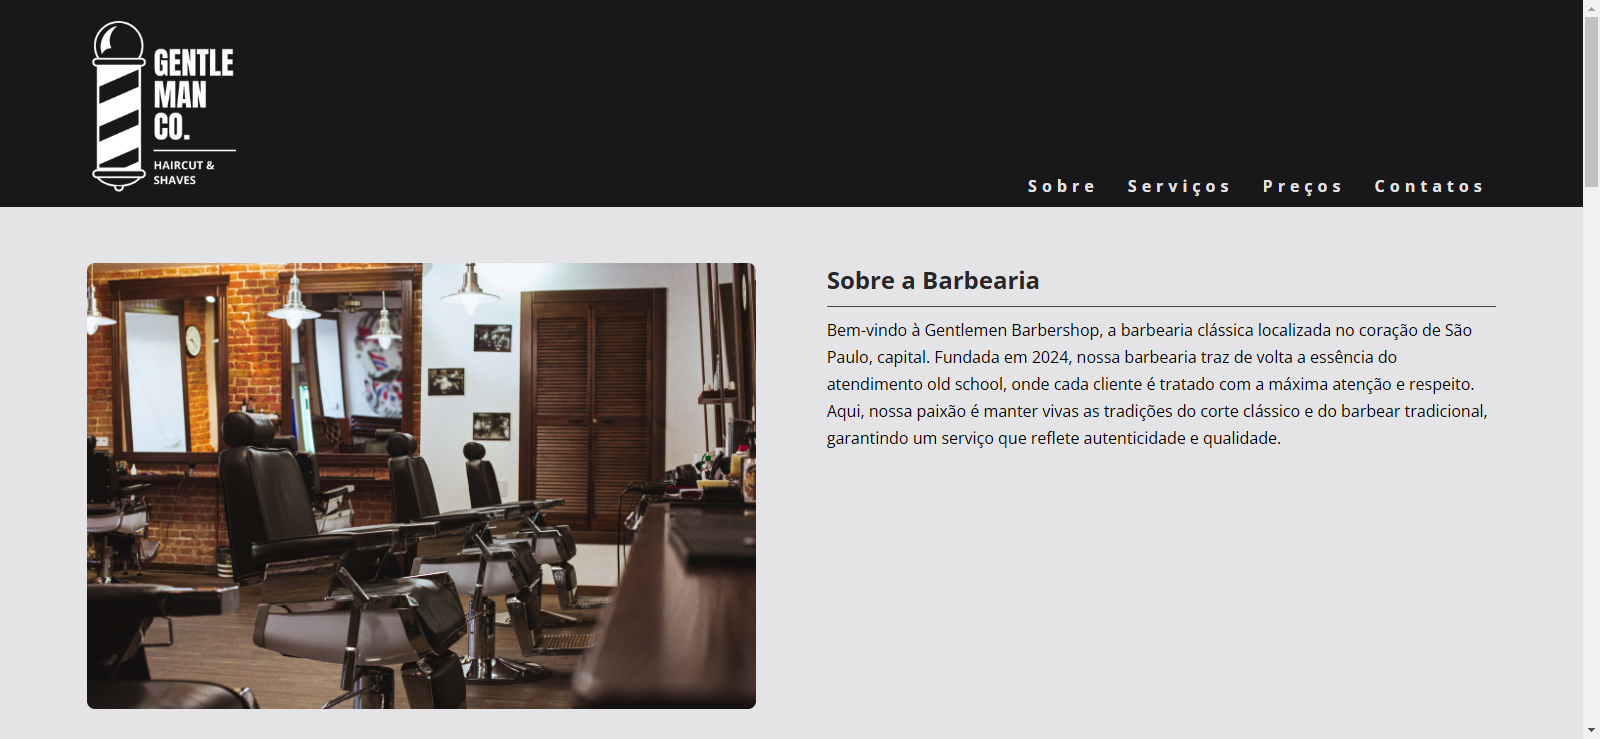 GENTLE
MAN
CO.
HAIRCUT &
SHAVES
Sobre Serviços Preços Contatos
Sobre a Barbearia
Bem-vindo à Gentlemen Barbershop, a barbearia clássica localizada no coração de São
Paulo, capital. Fundada em 2024, nossa barbearia traz de volta a essência do
atendimento old school, onde cada cliente é tratado com a máxima atenção e respeito.
Aqui, nossa paixão é manter vivas as tradições do corte clássico e do barbear tradicional,
garantindo um serviço que reflete autenticidade e qualidade.